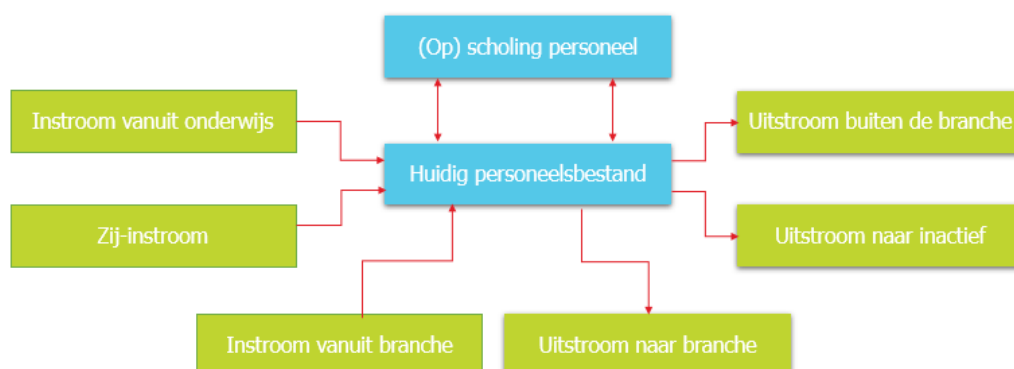 (Op) scholing personeel
Instroom vanuit onderwijs
Uitstroom buiten de branche
Huidig personeelsbestand
Zij-instroom
Uitstroom naar inactief
Instroom vanuit branche
Uitstroom naar branche